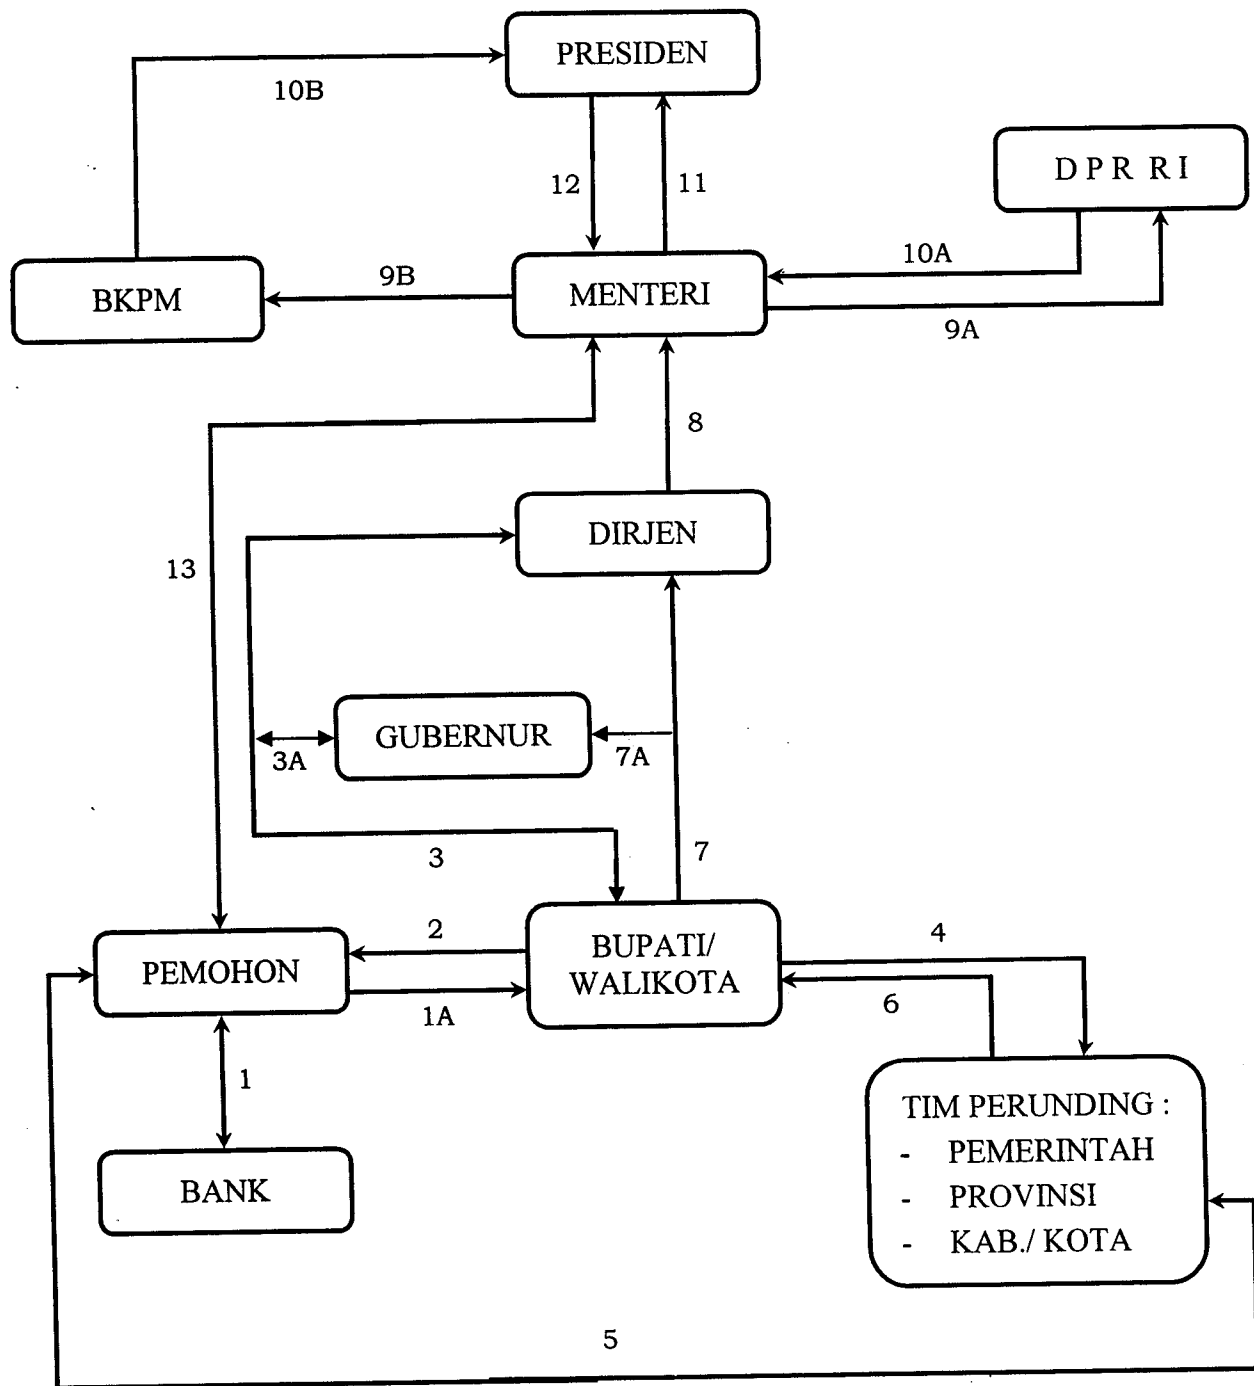 PRESIDEN
10B
12
11
D P R R I
10A
9B
BKPM
MENTERI
9A
8
DIRJEN
13
GUBERNUR
3A
7A
3
7
2
BUPATI/
WALIKOTA
4
PEMOHON
1A
6
1
TIM PERUNDING :
- PEMERINTAH
- PROVINSI
- KAB./ KOTA
BANK
5